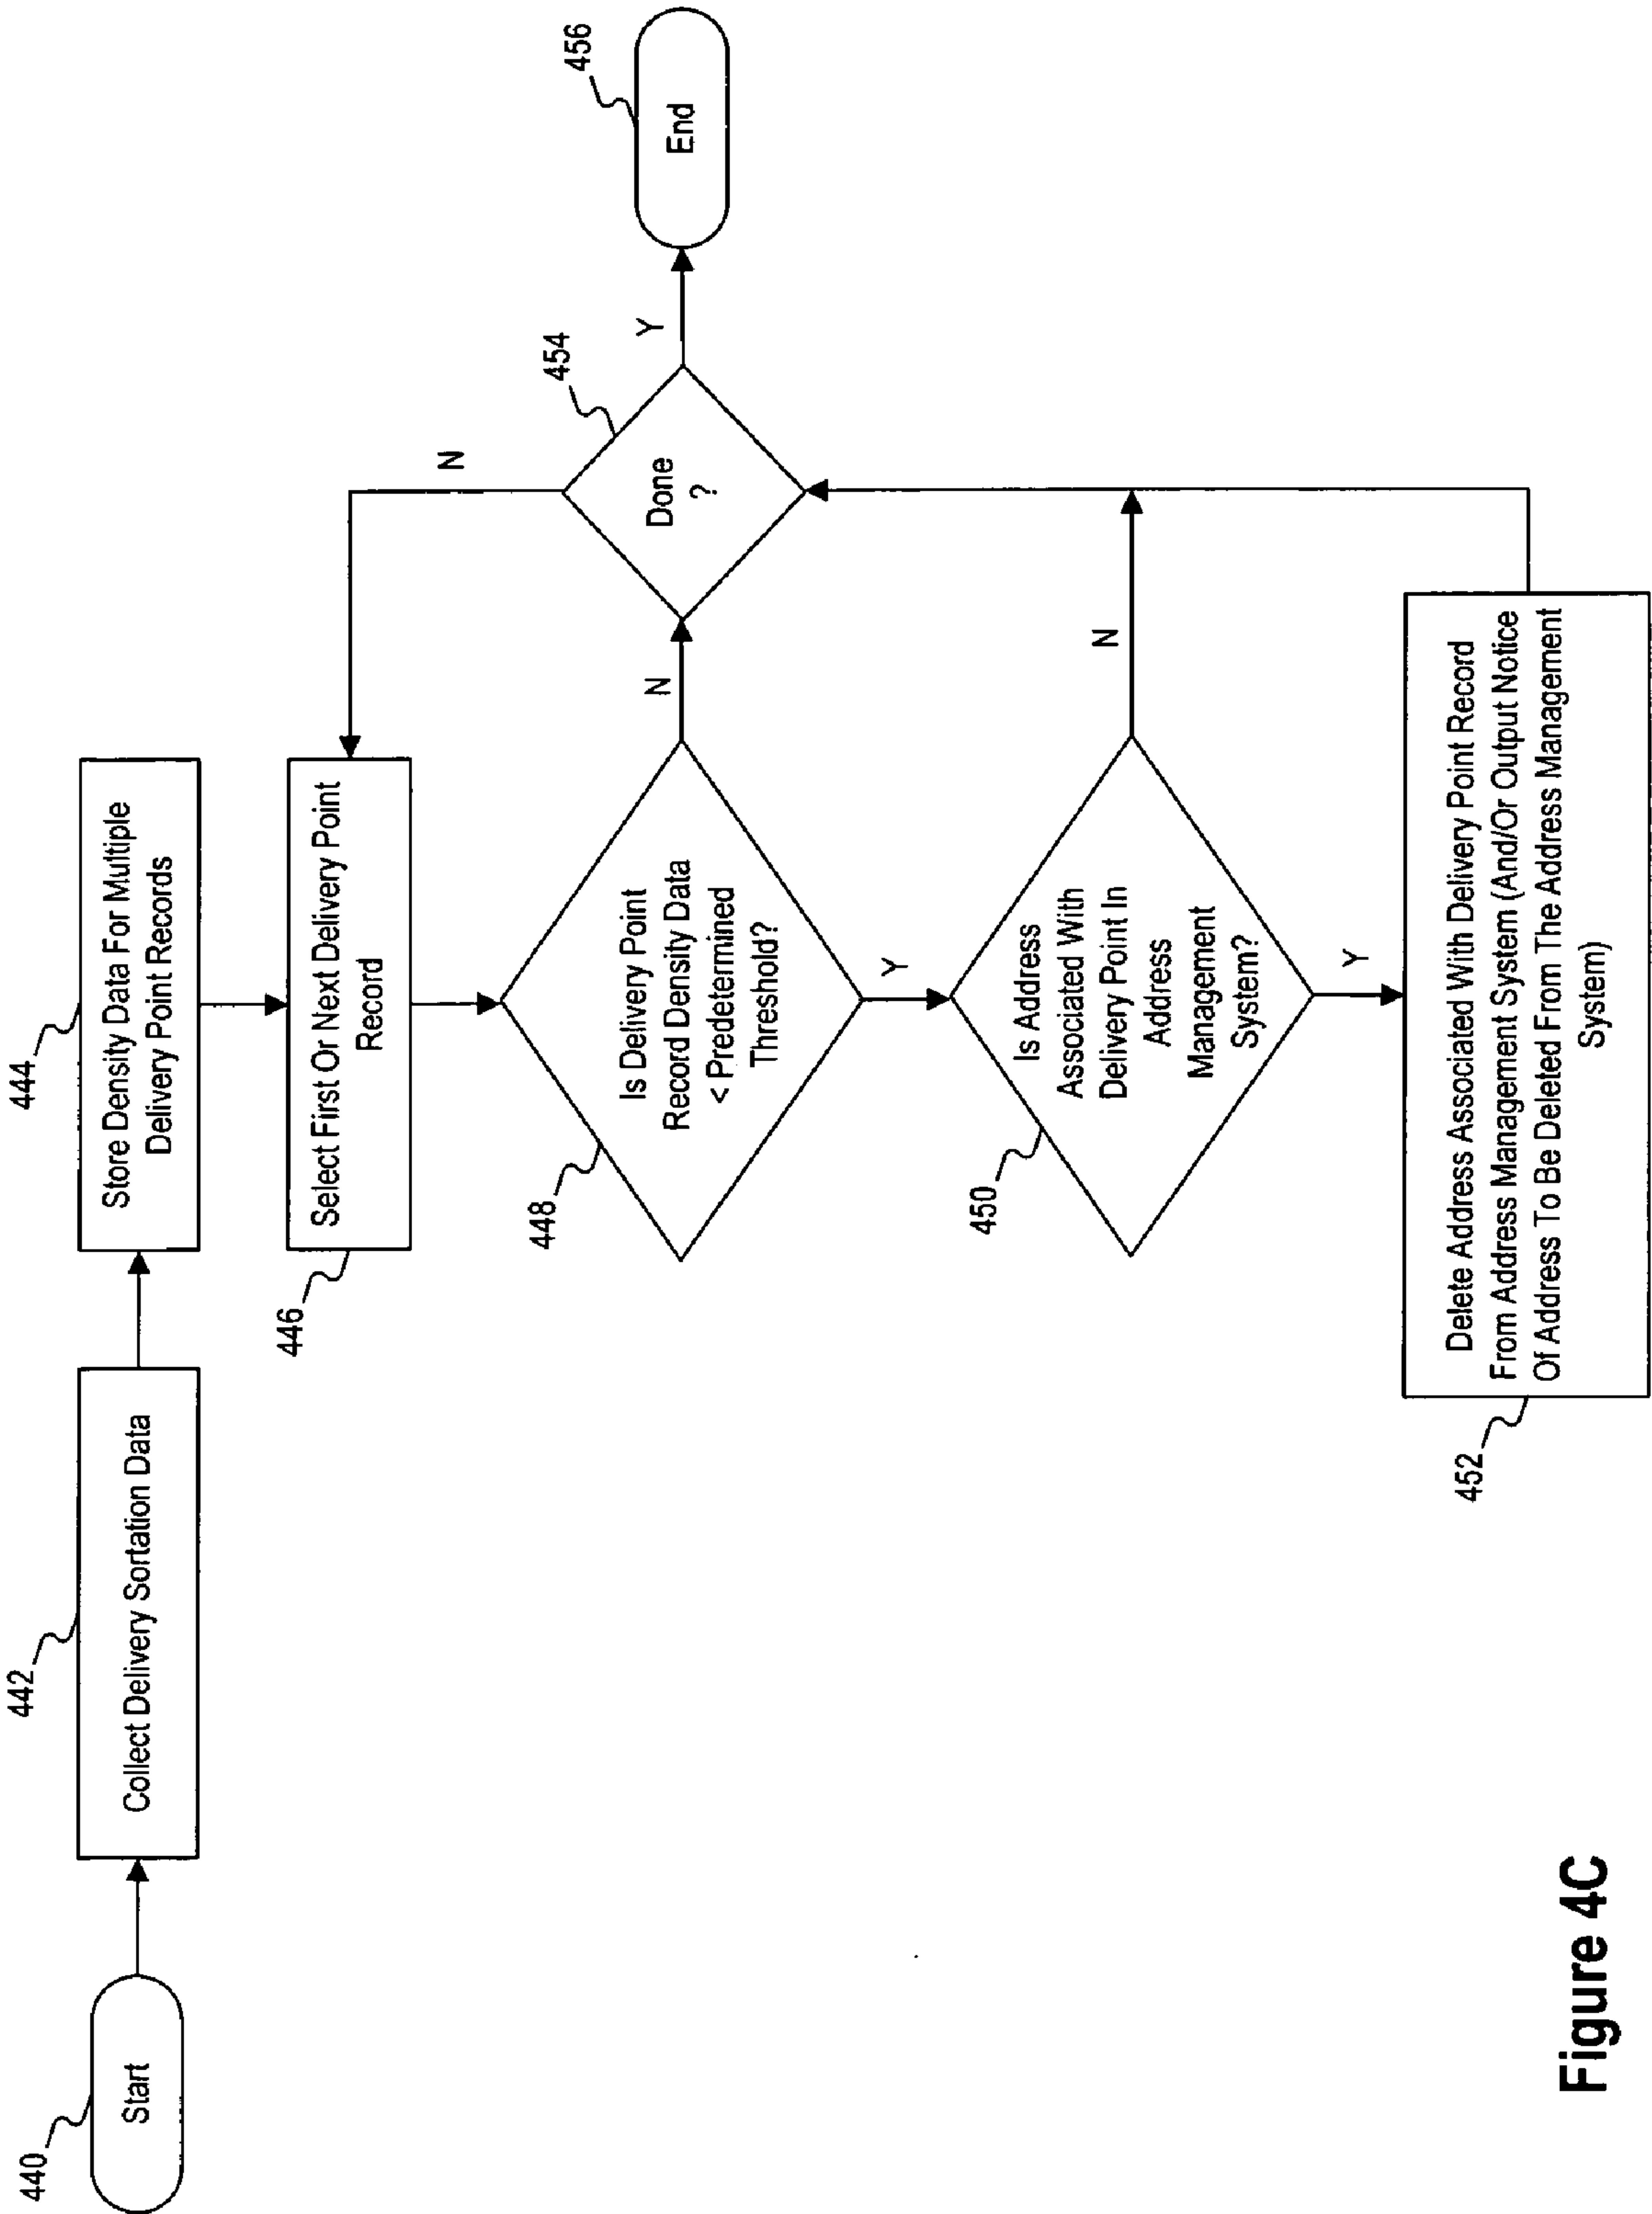 440
Start
442
Collect Delivery Sortation Data
444
Store Density Data For Multiple
Delivery Point Records
446
Select First Or Next Delivery Point
Record
448
Is Delivery Point
Record Density Data
< Predetermined
Threshold?
N
Y
454
Done
?
N
Y
456
End
450
Is Address
Associated With
Delivery Point In
Address
Management
System?
N
Y
452
Delete Address Associated With Delivery Point Record
From Address Management System (And/Or Output Notice
Of Address To Be Deleted From The Address Management
System)
Figure 4C